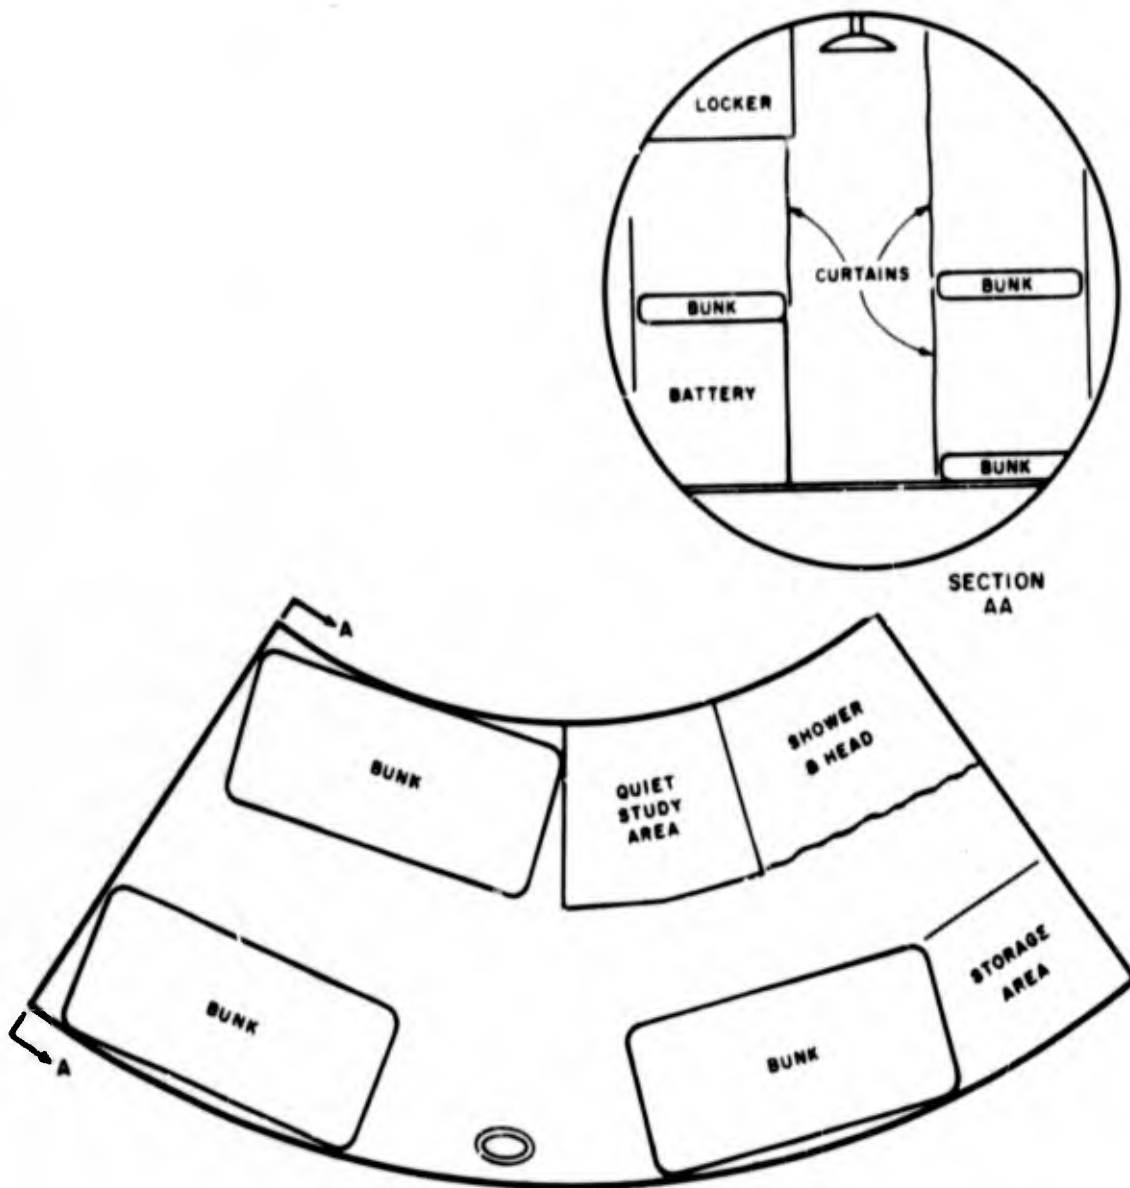 LOCKER
CURTAINS
BUNK
BUNK
BATTERY
BUNK
SECTION
AA
A
BUNK
SHOWER
& HEAD
QUIET
STUDY
AREA
BUNK
STORAGE
AREA
BUNK
A